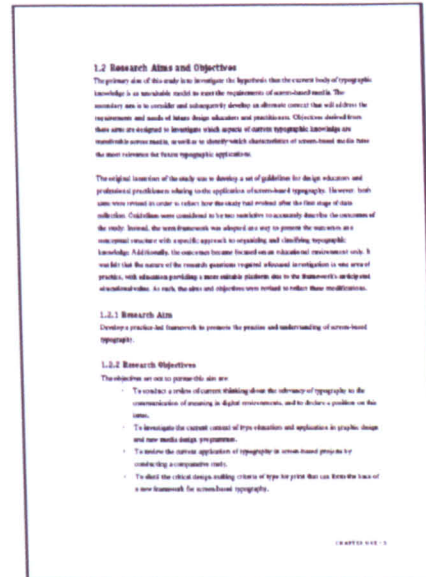 1.2 Research Aims and Objectives
The primary aim of this study is to investigate the hypothesis that the current body of typographic
knowledge is an unsuitable model to meet the requirements of screen-based media. The
secondary aim is to consider and subsequently develop an alternate context that will address the
requirements and needs of future design educators and practitioners. Objectives derived from
these aims are designed to investigate which aspects of current typographic knowledge are
transferable across media, as well as to identify which characteristics of screen-based media have
the most relevance for future typographic applications.
The original intention of the study was to develop a set of guidelines for design educators and
professional practitioners relating to the application of screen-based typography. However both
aims were revised in order to reflect how the study had evolved after the first stage of data
collection. Guidelines were considered to be too restrictive to accurately describe the outcomes of
the study. Instead, the term framework was adopted as a way to present the outcomes as a
conceptual structure with a specific approach to organizing and classifying typographic
knowledge. Additionally, the outcomes became focused on an educational environment only. It
was felt that the nature of the research questions required a focused investigation in one area of
practice, with education providing a more suitable platform due to the framework's anticipated
educational value. As such, the aims and objectives were revised to reflect these modifications.
1.2.1 Research Aim
Develop a practice-led framework to promote the practice and understanding of screen-based
typography.
1.2.2 Research Objectives
The objectives set out to pursue this aim are
· To conduct a review of current thinking about the relevancy of typography to the
communication of meaning in digital environments, and to declare a position on this
issue.
· To investigate the current context of type education and application in graphic design
and new media design programmes.
· To review the current application of typography in screen-based projects by
conducting a comparative study.
· To elicit the critical design making criteria of type for print that can form the basis of
a new framework for screen-based typography.
CHAPTER ONE · 5